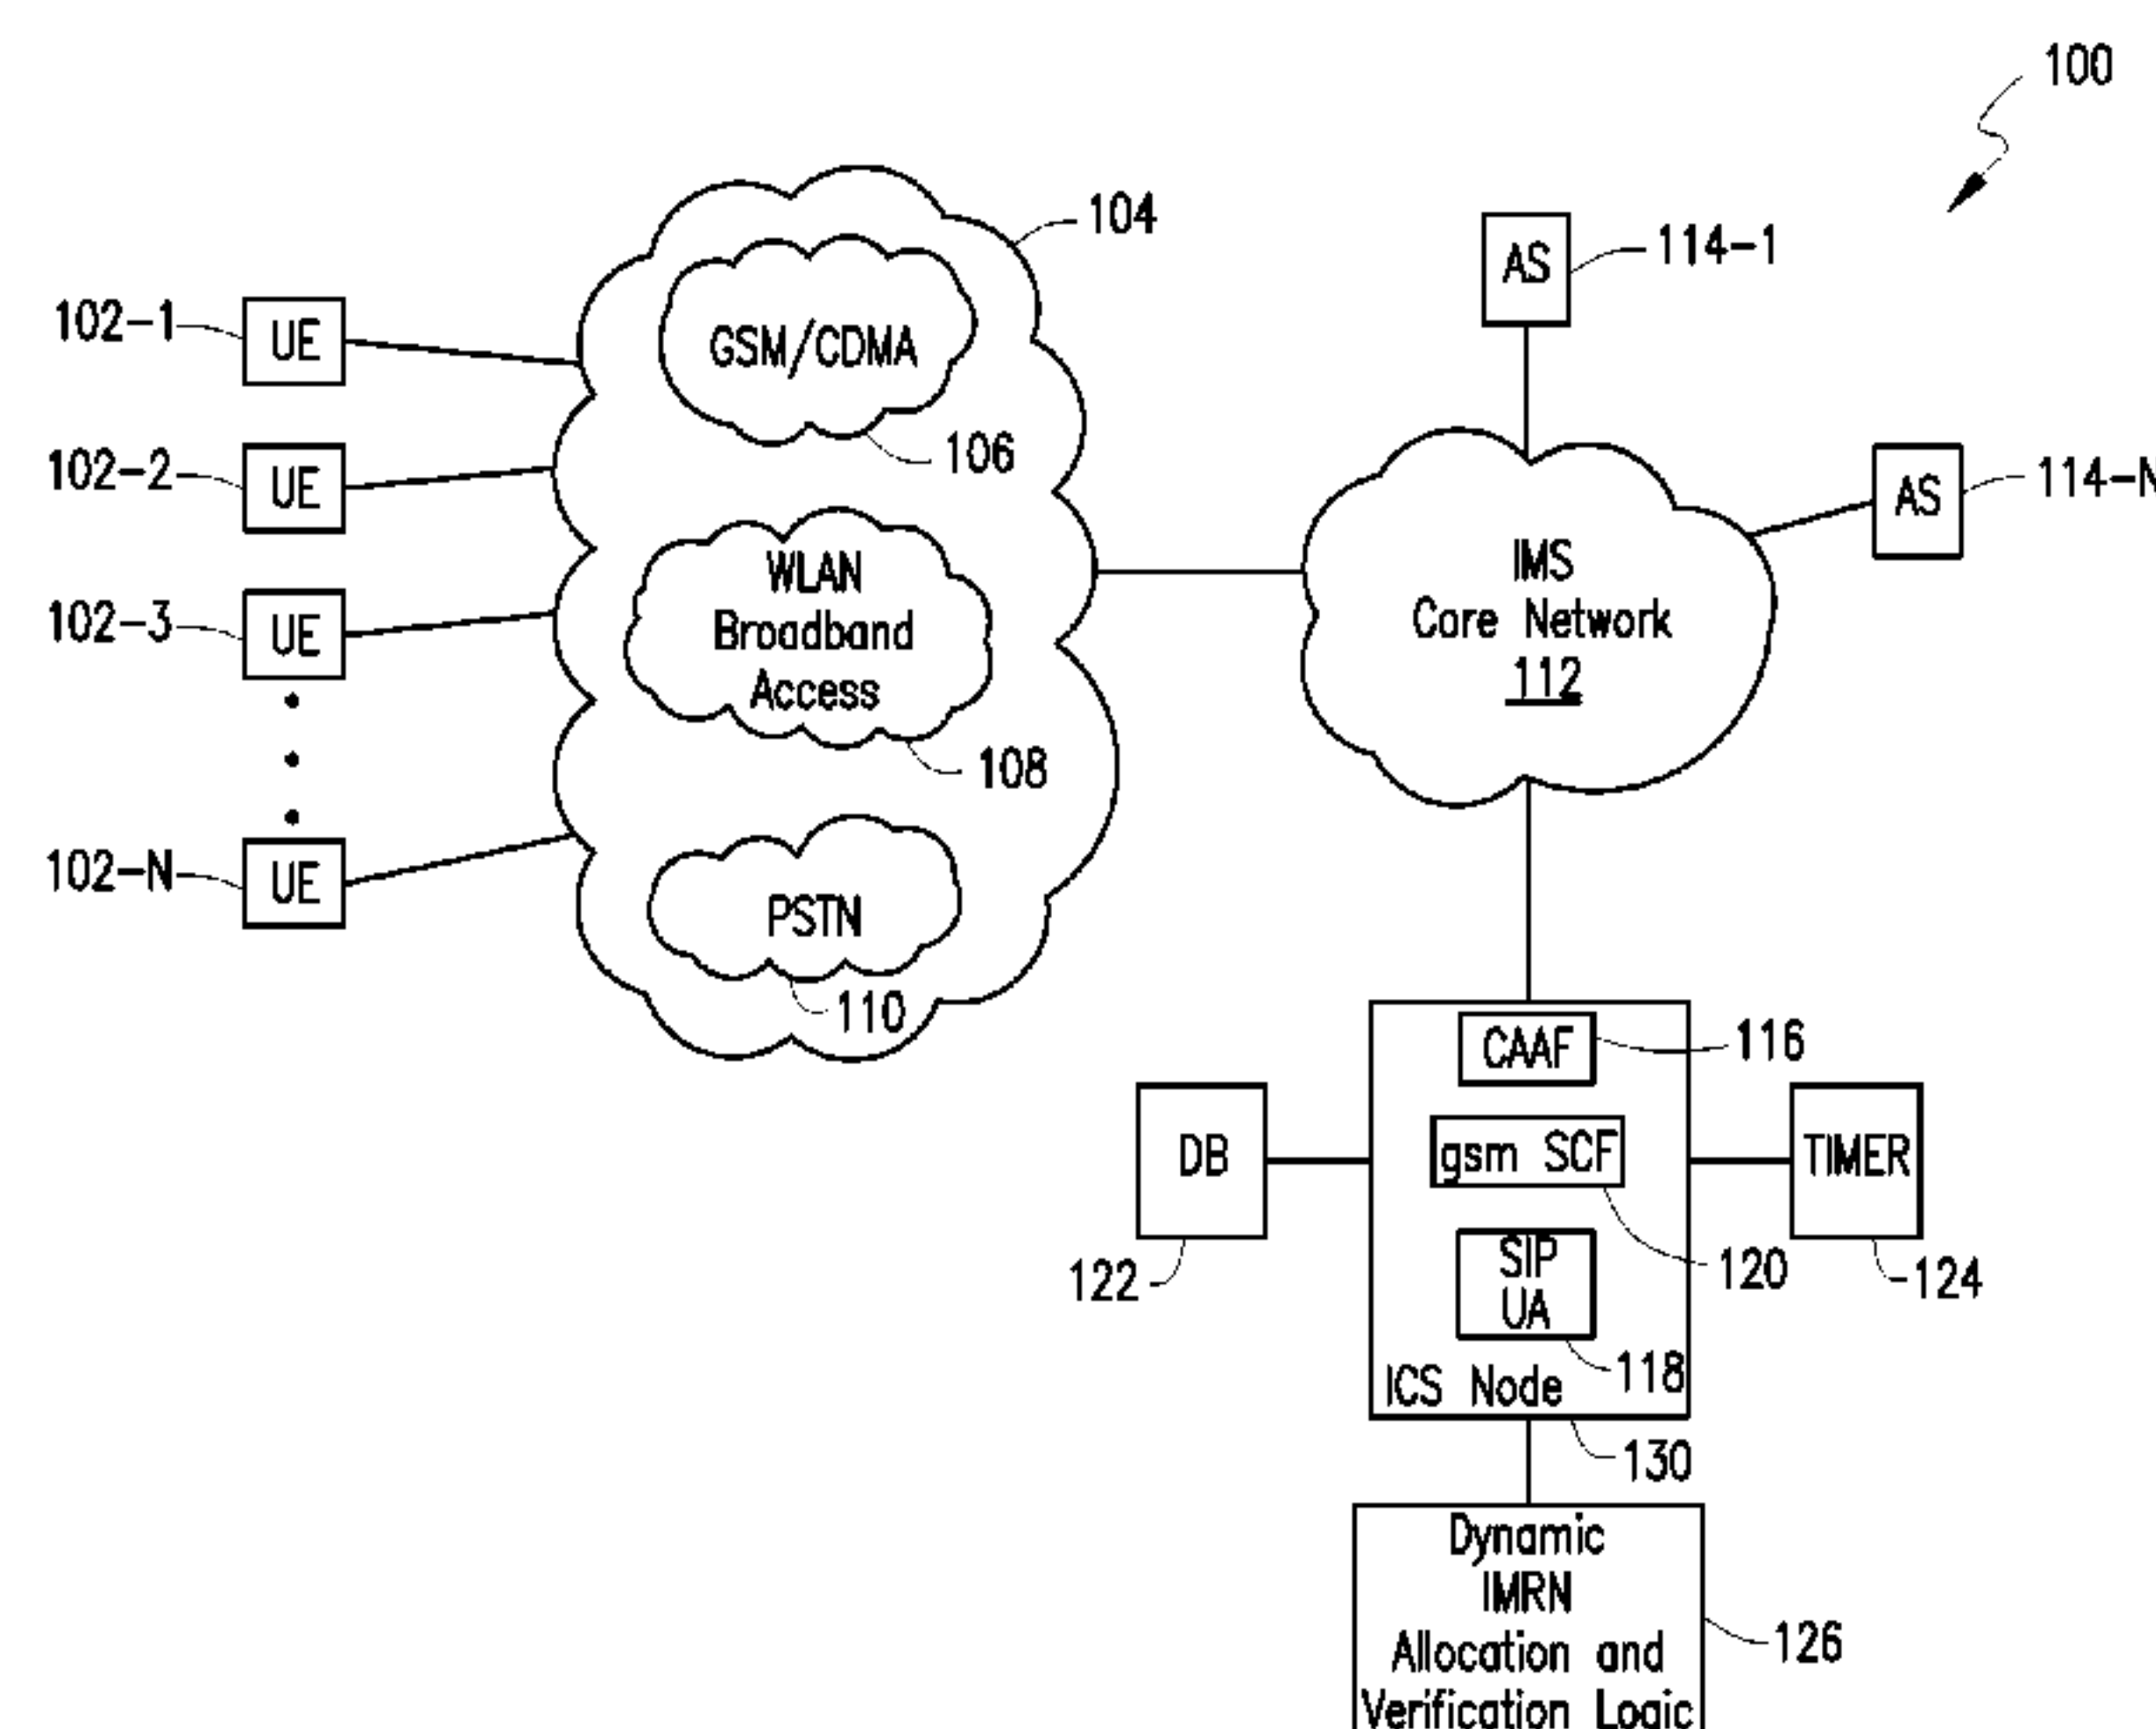 100
104
AS
114-1
102-1
UE
GSM/CDMA
106
102-2
UE
AS
114-N
WLAN
Broadband
Access
108
IMS
Core Network
112
102-3
UE
102-N
UE
PSTN
110
CAAF
116
DB
122
gsm SCF
120
TIMER
124
SIP
UA
118
ICS Node
130
Dynamic
IMRN
Allocation and
Verification Logic
126